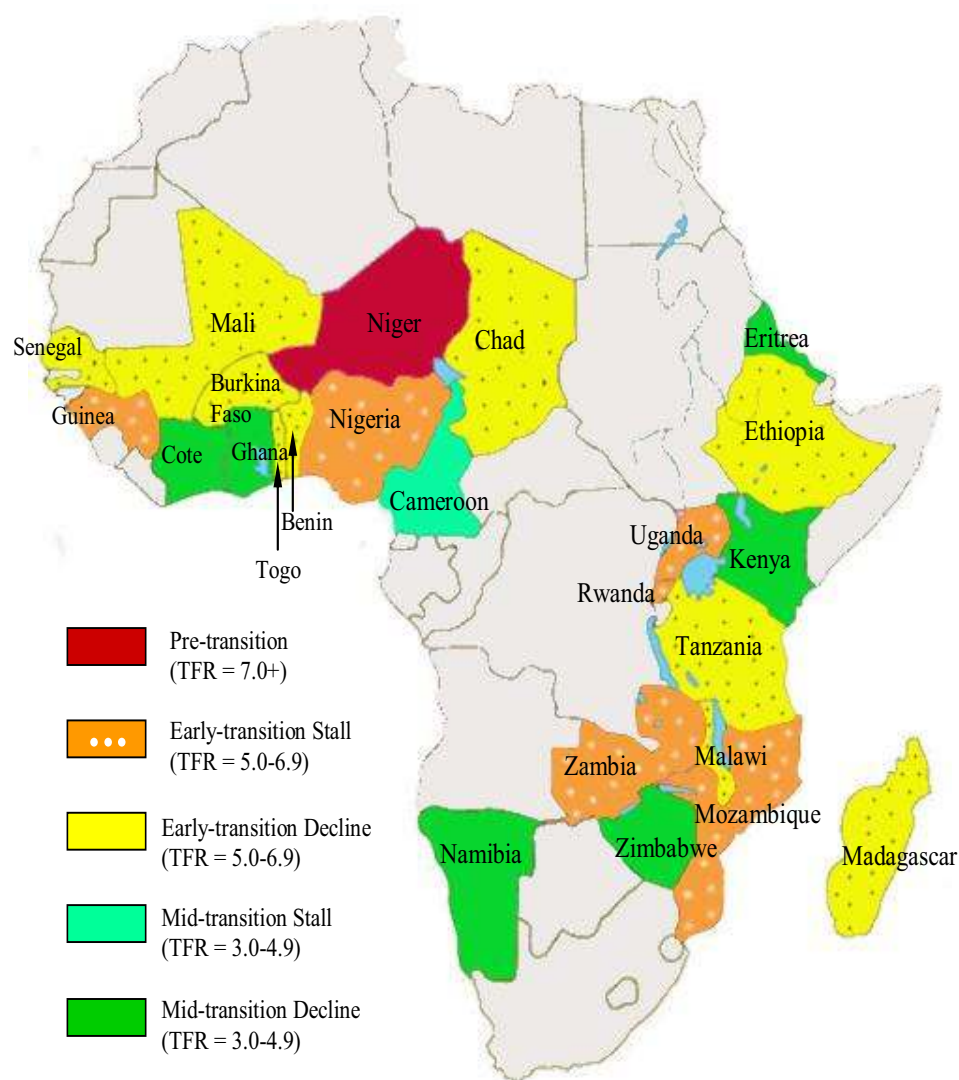 Mali
Niger
Chad
Senegal
Eritrea
Burkina
Faso
Guinea
Nigeria
Ethiopia
Cote
Ghana
Cameroon
Benin
Togo
Uganda
Kenya
Rwanda
Tanzania
Zambia
Malawi
Mozambique
Namibia
Zimbabwe
Madagascar
Pre-transition
(TFR = 7.0+)
Early-transition Stall
(TFR = 5.0-6.9)
Early-transition Decline
(TFR = 5.0-6.9)
Mid-transition Stall
(TFR = 3.0-4.9)
Mid-transition Decline
(TFR = 3.0-4.9)